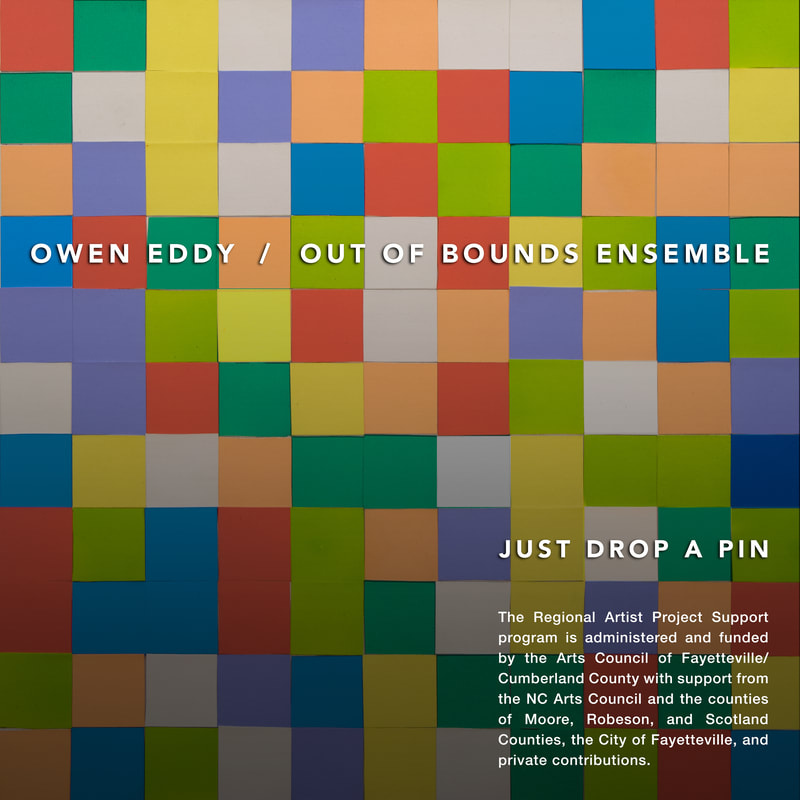 OWEN EDDY / OUT OF BOUNDS ENSEMBLE
JUST DROP A PIN
The Regional Artist Project Support
program is administered and funded
by the Arts Council of Fayetteville/
Cumberland County with support from
the NC Arts Council and the counties
of Moore, Robeson, and Scotland
Counties, the City of Fayetteville, and
private contributions.